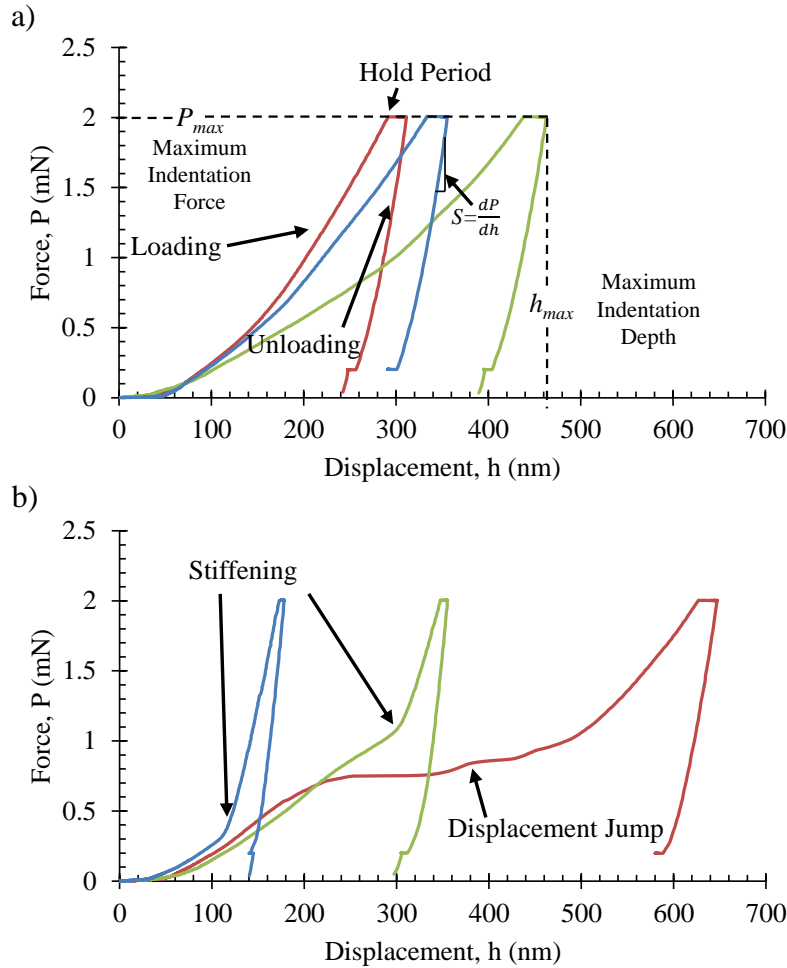 a)
2.5
2
1.5
1
0.5
0
Force, P (mN)
Hold Period
Pmax
Maximum
Indentation
Force
Loading
Unloading
S=dP/dh
hmax
Maximum
Indentation
Depth
0 100 200 300 400 500 600 700
Displacement, h (nm)
b)
2.5
2
1.5
1
0.5
0
Force, P (mN)
Stiffening
Displacement Jump
0 100 200 300 400 500 600 700
Displacement, h (nm)